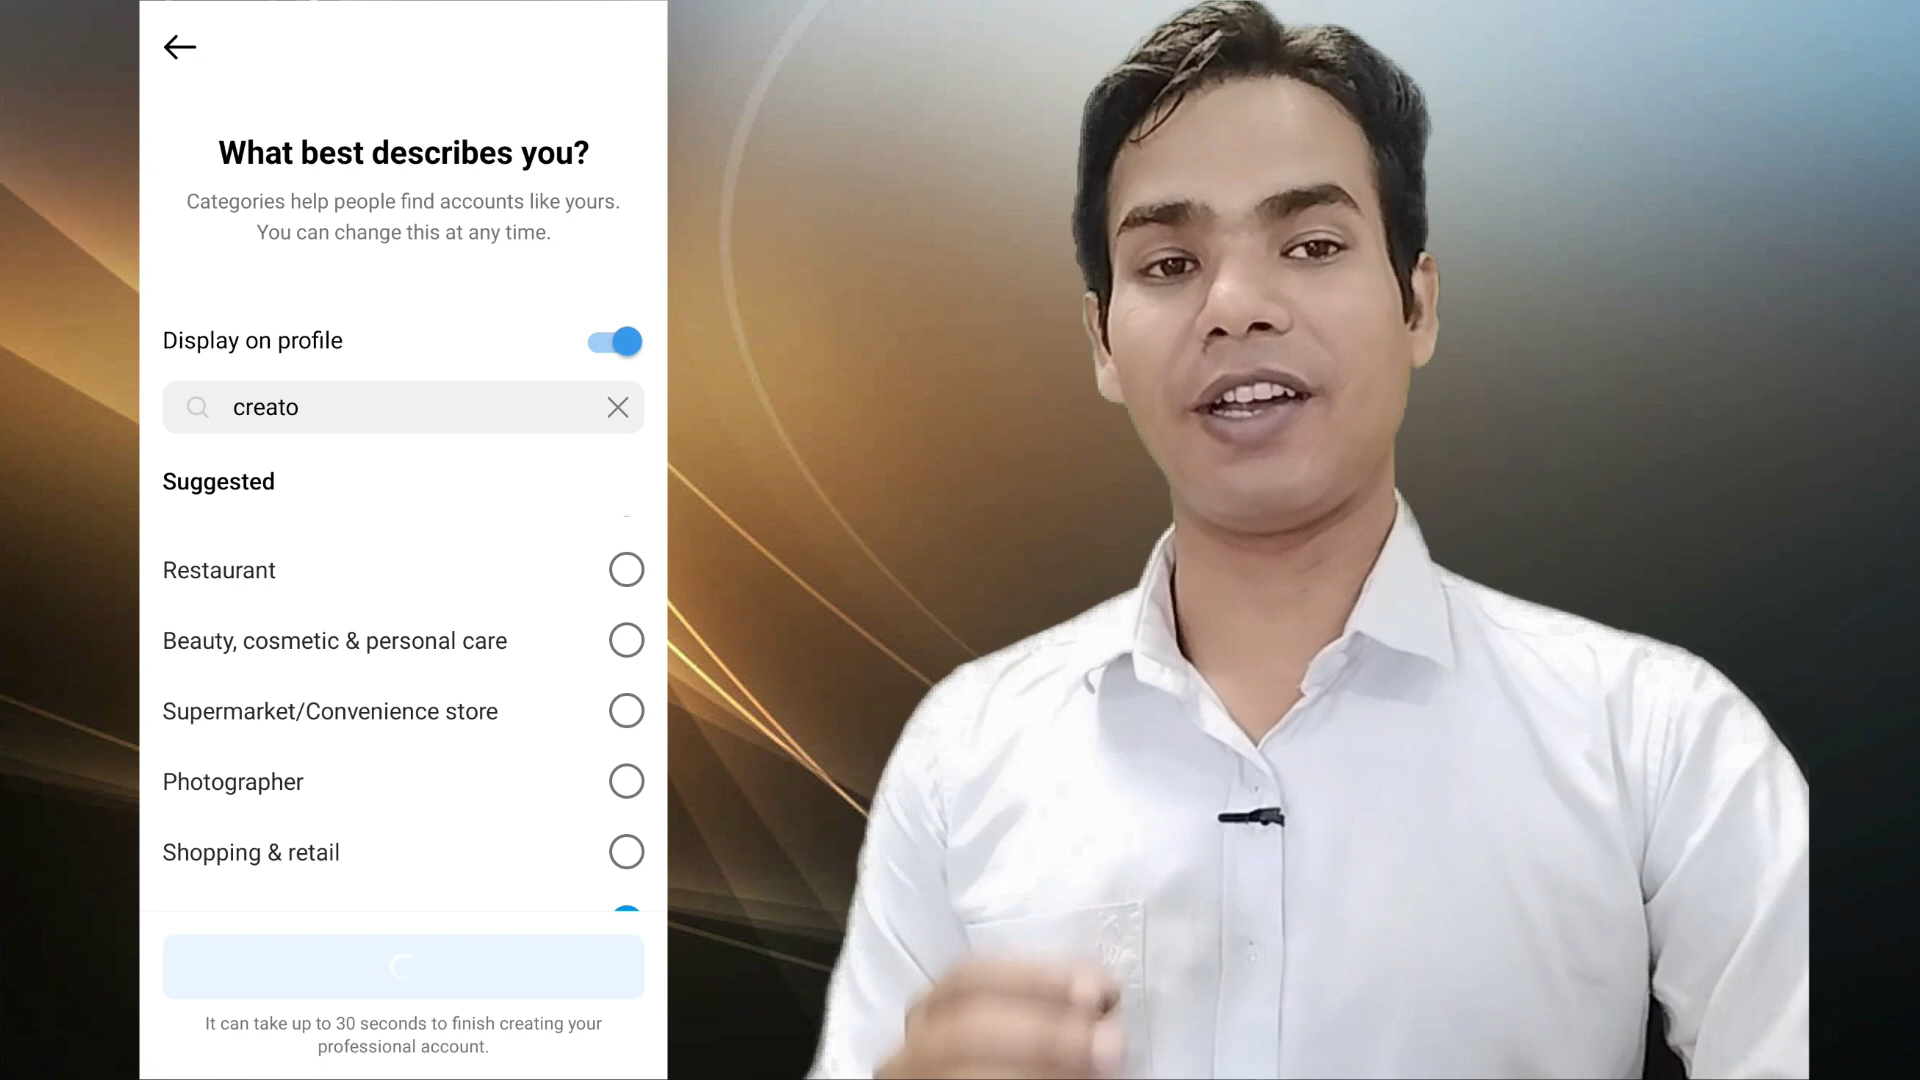 What best describes you?
Categories help people find accounts like yours.
You can change this at any time.
Display on profile
creato
Suggested
Restaurant
Beauty, cosmetic & personal care
Supermarket/Convenience store
Photographer
Shopping & retail
It can take up to 30 seconds to finish creating your
professional account.